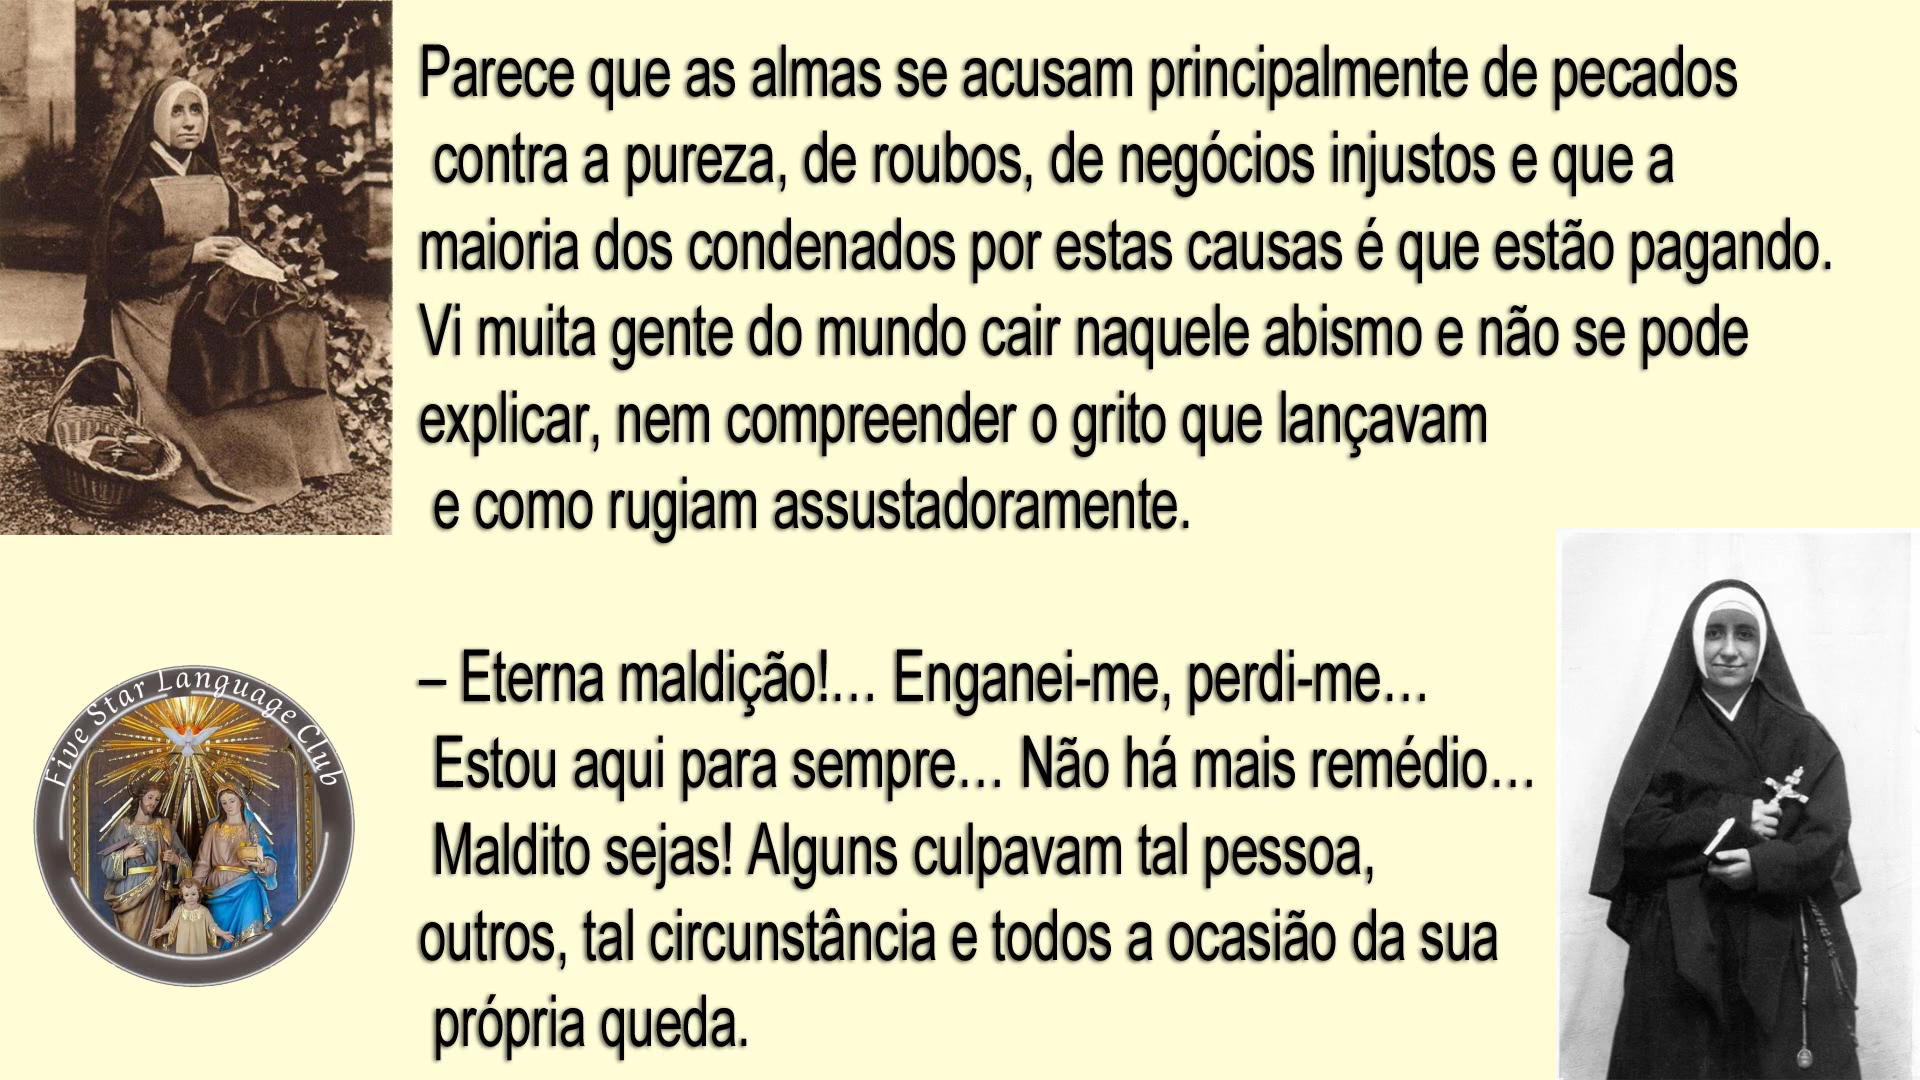 Parece que as almas se acusam principalmente de pecados
contra a pureza, de roubos, de negócios injustos e que a
maioria dos condenados por estas causas é que estão pagando.
Vi muita gente do mundo cair naquele abismo e não se pode
explicar, nem compreender o grito que lançavam
e como rugiam assustadoramente.
– Eterna maldição!… Enganei-me, perdi-me…
Estou aqui para sempre… Não há mais remédio…
Maldito sejas! Alguns culpavam tal pessoa,
outros, tal circunstância e todos a ocasião da sua
própria queda.
Five Star Language Club